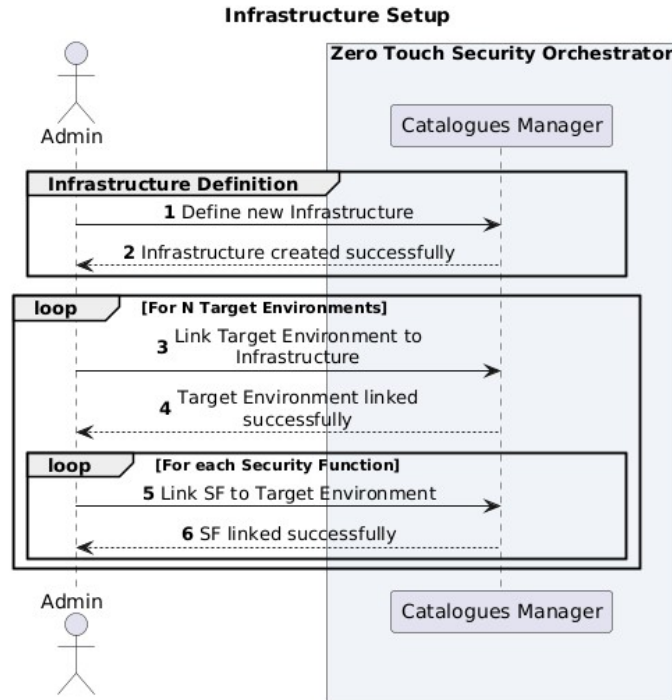 Infrastructure Setup
Zero Touch Security Orchestrator
Admin
Catalogues Manager
Infrastructure Definition
1 Define new Infrastructure
2 Infrastructure created successfully
loop [For N Target Environments]
3 Link Target Environment to
Infrastructure
4 Target Environment linked
successfully
loop [For each Security Function]
5 Link SF to Target Environment
6 SF linked successfully
Admin
Catalogues Manager